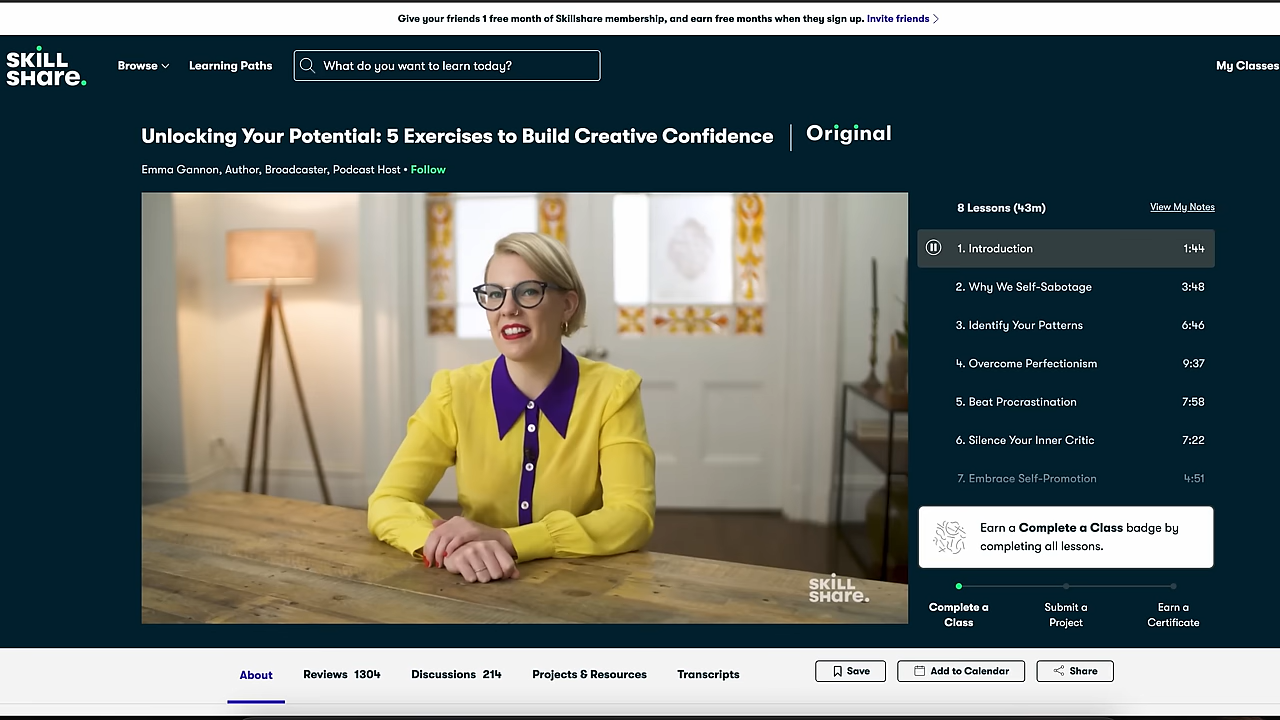 Give your friends 1 free month of Skillshare membership, and earn free months when they sign up. Invite friends
SKILL
SHARE.
Browse
Learning Paths
What do you want to learn today?
My Classes
Unlocking Your Potential: 5 Exercises to Build Creative Confidence
Original
Emma Gannon, Author, Broadcaster, Podcast Host • Follow
8 Lessons (43m)
View My Notes
1. Introduction 1:44
2. Why We Self-Sabotage 3:48
3. Identify Your Patterns 6:46
4. Overcome Perfectionism 9:37
5. Beat Procrastination 7:58
6. Silence Your Inner Critic 7:22
7. Embrace Self-Promotion 4:51
Earn a Complete a Class badge by
completing all lessons.
SKILL
SHARE.
Complete a
Class
Submit a
Project
Earn a
Certificate
About
Reviews 1304
Discussions 214
Projects & Resources
Transcripts
Save
Add to Calendar
Share